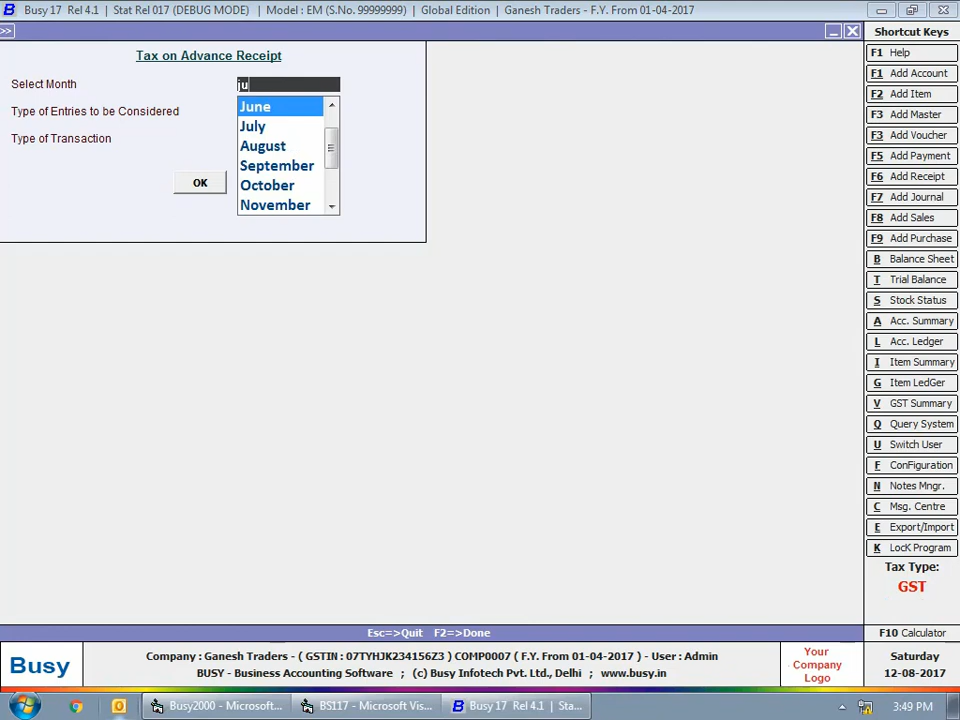 Busy 17 Rel 4.1 | Stat Rel 017 (DEBUG MODE) | Model : EM (S.No. 99999999) | Global Edition | Ganesh Traders - F.Y. From 01-04-2017
>>
Tax on Advance Receipt
Select Month
ju
Type of Entries to be Considered
Type of Transaction
June
July
August
September
October
November
OK
Shortcut Keys
F1 Help
F1 Add Account
F2 Add Item
F3 Add Master
F3 Add Voucher
F5 Add Payment
F6 Add Receipt
F7 Add Journal
F8 Add Sales
F9 Add Purchase
B Balance Sheet
T Trial Balance
S Stock Status
A Acc. Summary
L Acc. Ledger
I Item Summary
G Item LedGer
V GST Summary
Q Query System
U Switch User
F ConFiguration
N Notes Mngr.
C Msg. Centre
E Export/Import
K LocK Program
Tax Type:
GST
Esc=>Quit F2=>Done
F10 Calculator
Busy
Company : Ganesh Traders - ( GSTIN : 07TYHJK234156Z3 ) COMP0007 ( F.Y. From 01-04-2017 ) - User : Admin
BUSY - Business Accounting Software ; (c) Busy Infotech Pvt. Ltd., Delhi ; www.busy.in
Your
Company
Logo
Saturday
12-08-2017
Busy2000 - Microsoft...
BS117 - Microsoft Vis...
Busy 17 Rel 4.1 | Sta...
3:49 PM